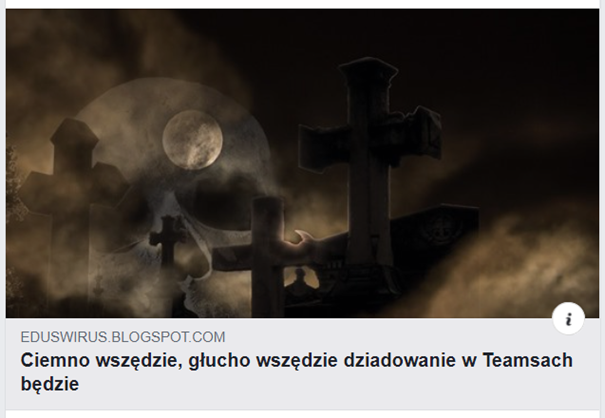 EDUSWIRUS.BLOGSPOT.COM
Ciemno wszędzie, głucho wszędzie dziadowanie w Teamsach
będzie